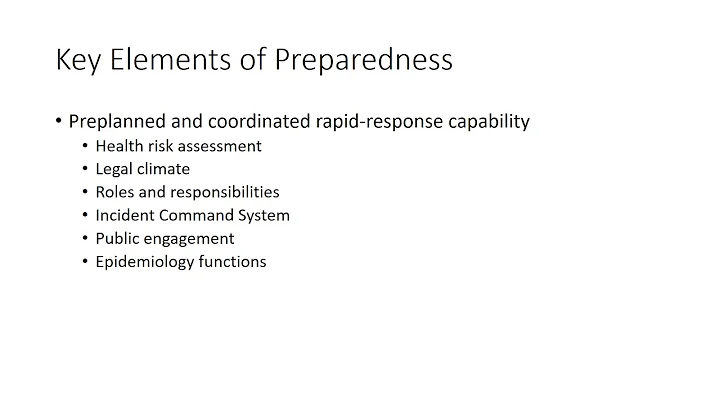 Key Elements of Preparedness
• Preplanned and coordinated rapid-response capability
• Health risk assessment
• Legal climate
• Roles and responsibilities
• Incident Command System
• Public engagement
• Epidemiology functions